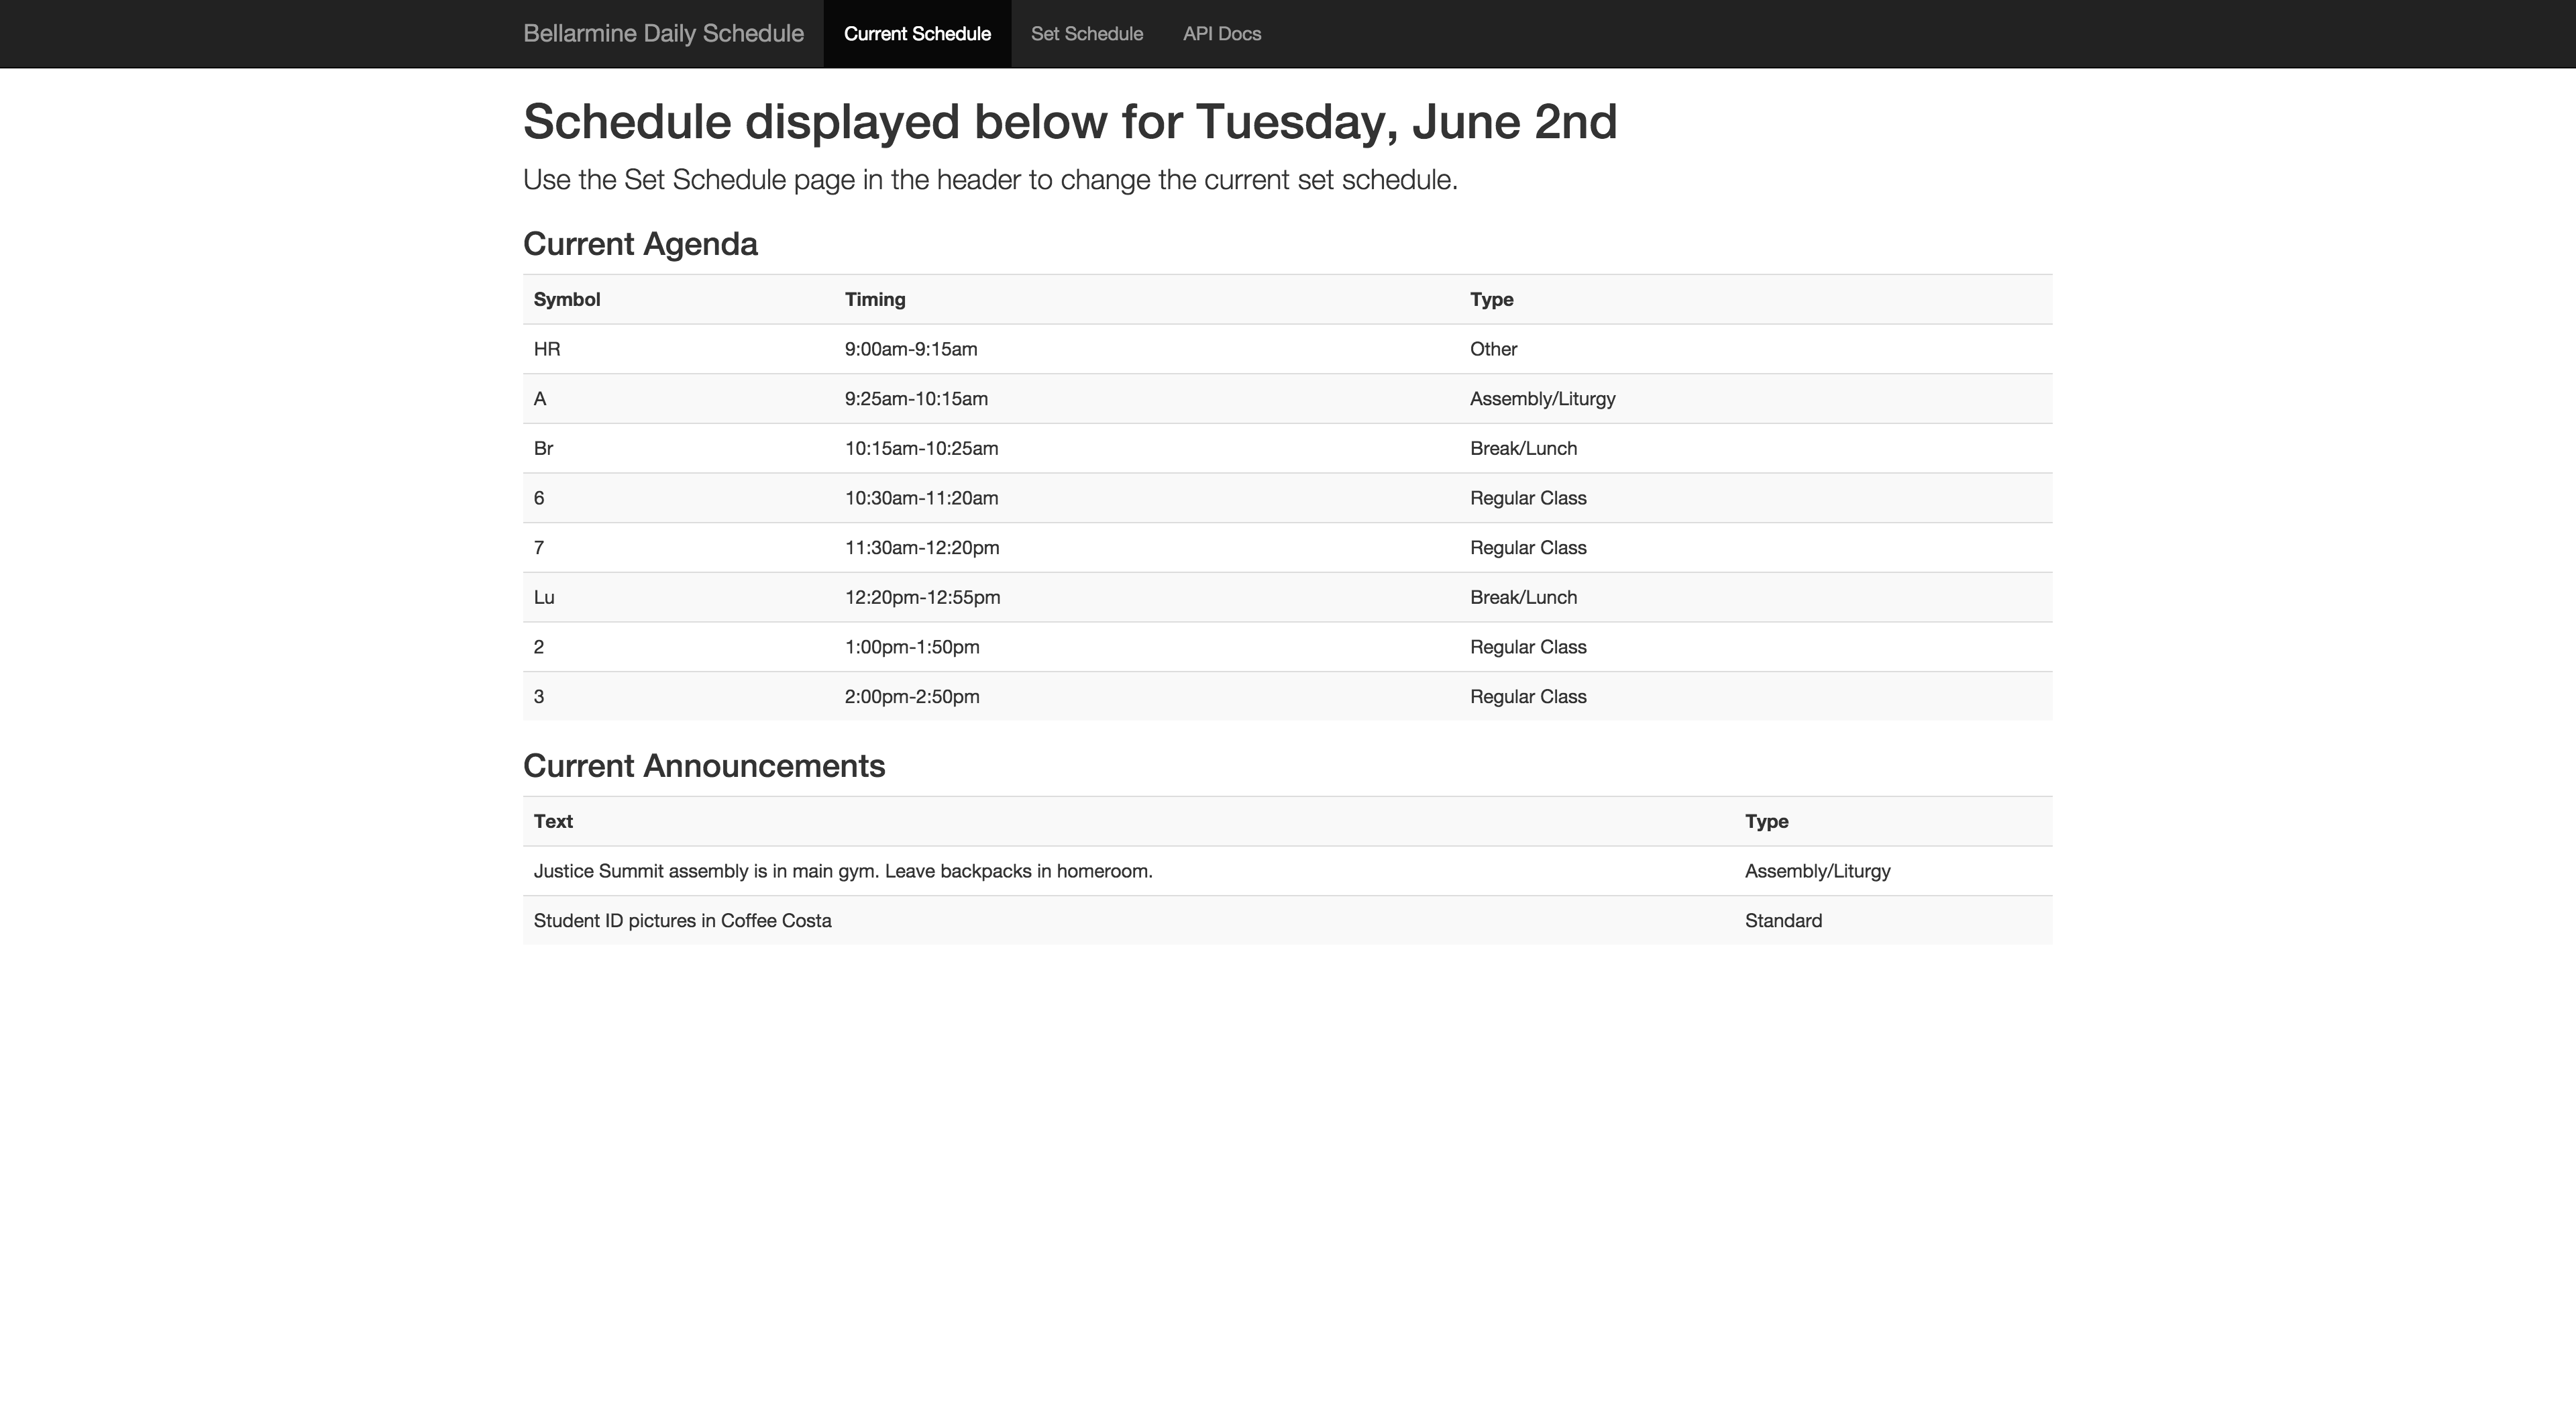 Bellarmine Daily Schedule Current Schedule Set Schedule API Docs
Schedule displayed below for Tuesday, June 2nd
Use the Set Schedule page in the header to change the current set schedule.
Current Agenda
Symbol Timing Type
HR 9:00am-9:15am Other
A 9:25am-10:15am Assembly/Liturgy
Br 10:15am-10:25am Break/Lunch
6 10:30am-11:20am Regular Class
7 11:30am-12:20pm Regular Class
Lu 12:20pm-12:55pm Break/Lunch
2 1:00pm-1:50pm Regular Class
3 2:00pm-2:50pm Regular Class
Current Announcements
Text Type
Justice Summit assembly is in main gym. Leave backpacks in homeroom. Assembly/Liturgy
Student ID pictures in Coffee Costa Standard